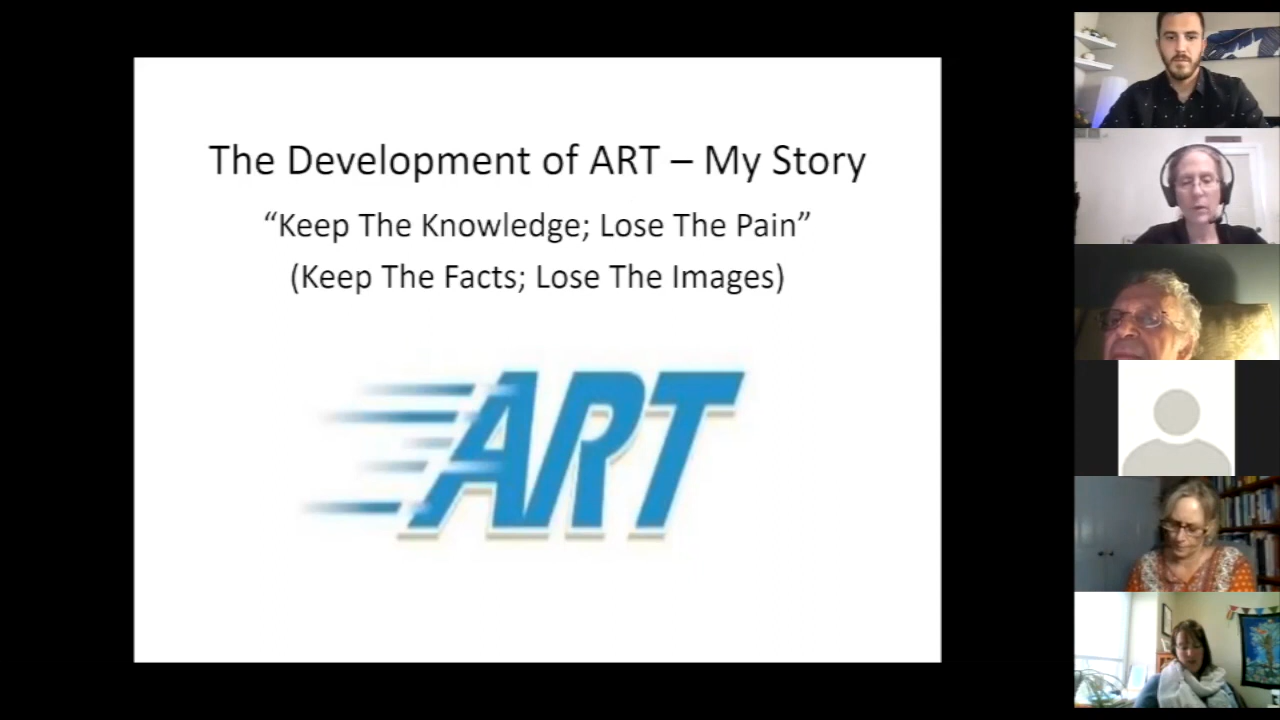 The Development of ART – My Story
“Keep The Knowledge; Lose The Pain”
(Keep The Facts; Lose The Images)
ART